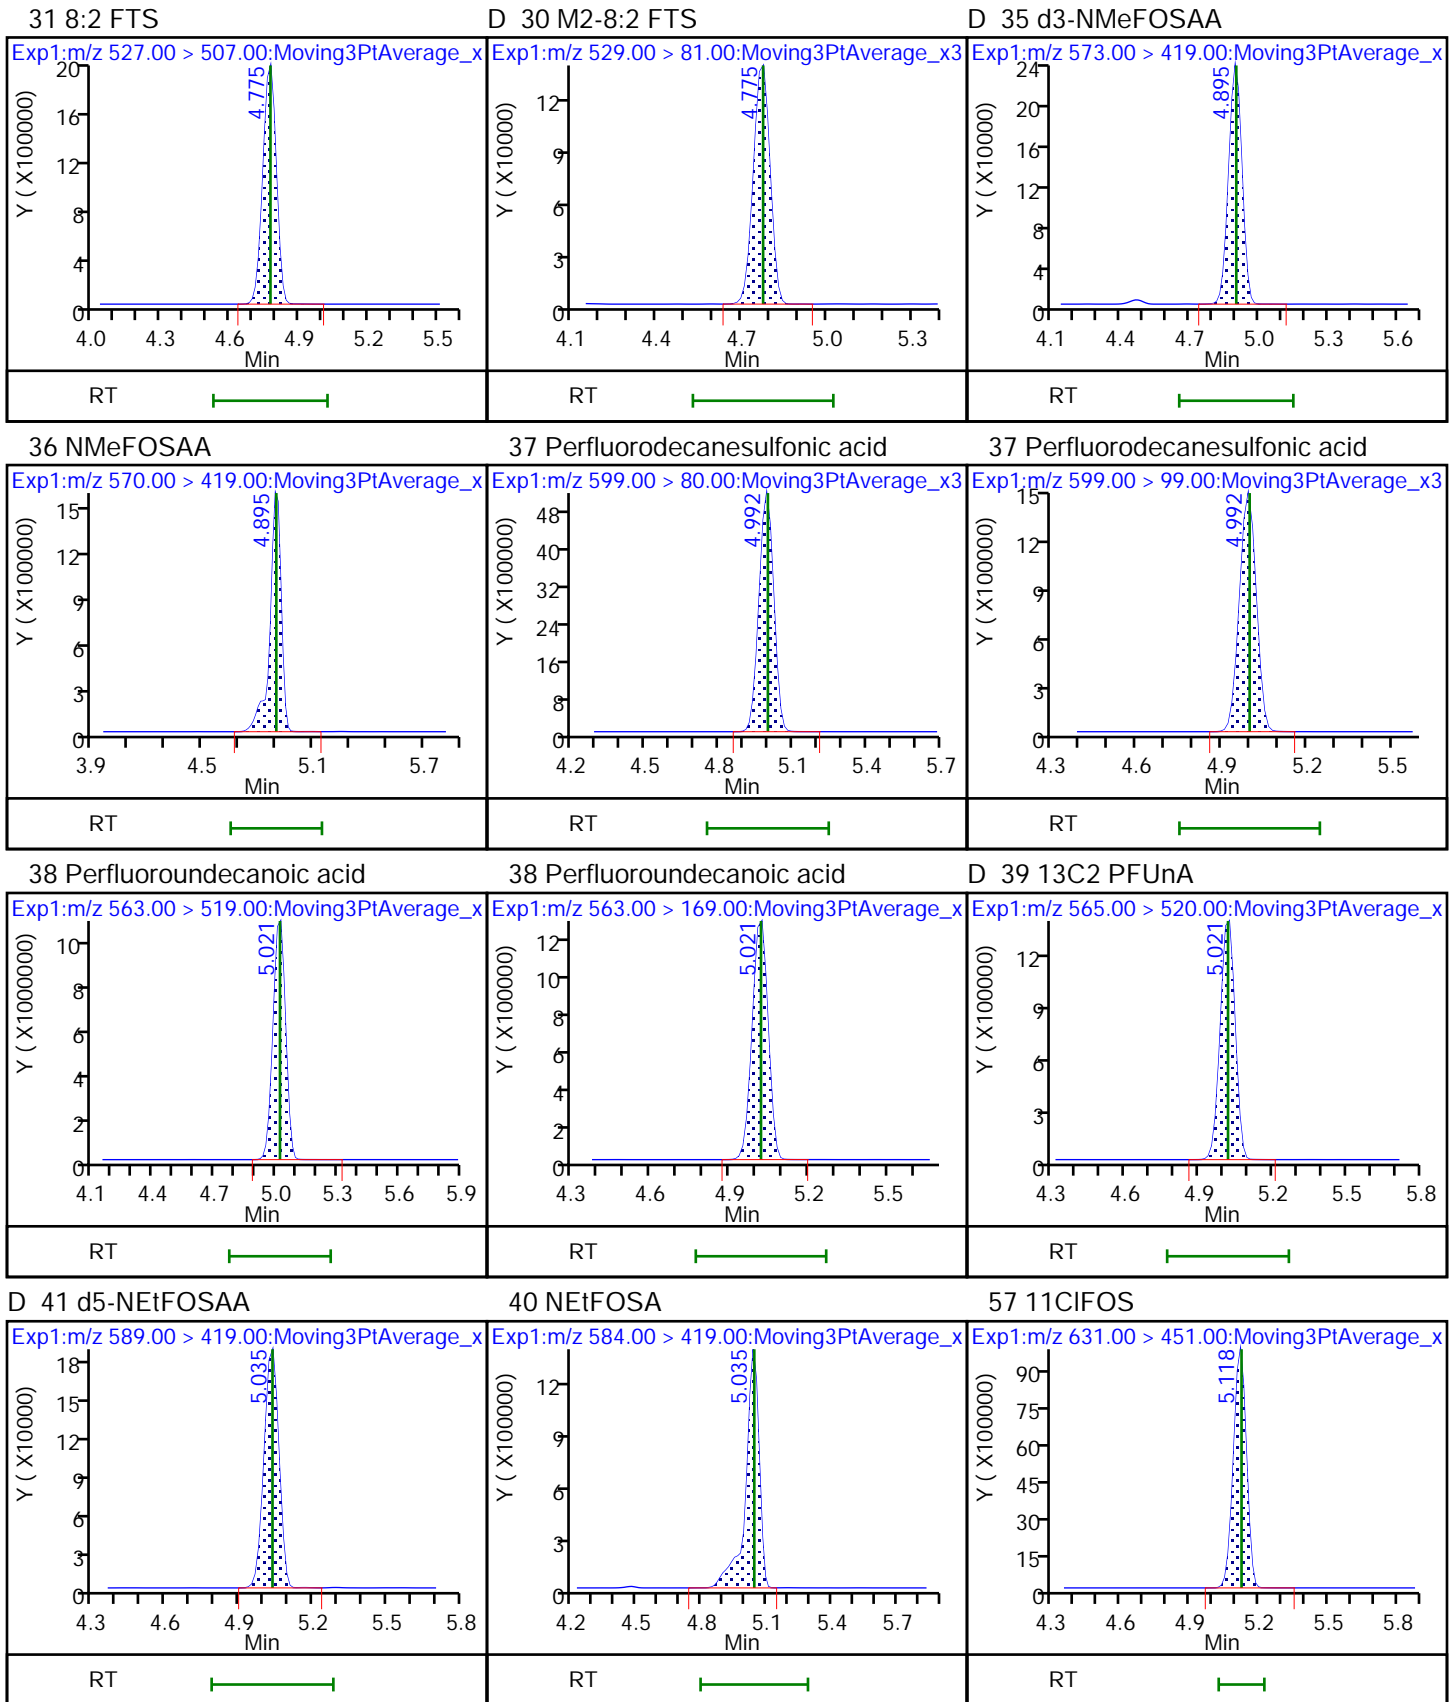 31 8:2 FTS
D 30 M2-8:2 FTS
D 35 d3-NMeFOSAA
Exp1:m/z 527.00 > 507.00:Moving3PtAverage_x
Exp1:m/z 529.00 > 81.00:Moving3PtAverage_x3
Exp1:m/z 573.00 > 419.00:Moving3PtAverage_x
Y ( X100000)
20
16
12
8
4
0
4.775
4.0 4.3 4.6 4.9 5.2 5.5
Min
RT
Y ( X100000)
12
9
6
3
0
4.775
4.1 4.4 4.7 5.0 5.3
Min
RT
Y ( X100000)
24
20
16
12
8
4
0
4.895
4.1 4.4 4.7 5.0 5.3 5.6
Min
RT
36 NMeFOSAA
37 Perfluorodecanesulfonic acid
37 Perfluorodecanesulfonic acid
Exp1:m/z 570.00 > 419.00:Moving3PtAverage_x
Exp1:m/z 599.00 > 80.00:Moving3PtAverage_x3
Exp1:m/z 599.00 > 99.00:Moving3PtAverage_x3
Y ( X100000)
15
12
9
6
3
0
4.895
3.9 4.5 5.1 5.7
Min
RT
Y ( X100000)
48
40
32
24
16
8
0
4.992
4.2 4.5 4.8 5.1 5.4 5.7
Min
RT
Y ( X100000)
15
12
9
6
3
0
4.992
4.3 4.6 4.9 5.2 5.5
Min
RT
38 Perfluoroundecanoic acid
38 Perfluoroundecanoic acid
D 39 13C2 PFUnA
Exp1:m/z 563.00 > 519.00:Moving3PtAverage_x
Exp1:m/z 563.00 > 169.00:Moving3PtAverage_x
Exp1:m/z 565.00 > 520.00:Moving3PtAverage_x
Y ( X1000000)
10
8
6
4
2
0
5.021
4.1 4.4 4.7 5.0 5.3 5.6 5.9
Min
RT
Y ( X100000)
12
10
8
6
4
2
0
5.021
4.3 4.6 4.9 5.2 5.5
Min
RT
Y ( X100000)
12
9
6
3
0
5.021
4.3 4.6 4.9 5.2 5.5 5.8
Min
RT
D 41 d5-NEtFOSAA
40 NEtFOSA
57 11ClFOS
Exp1:m/z 589.00 > 419.00:Moving3PtAverage_x
Exp1:m/z 584.00 > 419.00:Moving3PtAverage_x
Exp1:m/z 631.00 > 451.00:Moving3PtAverage_x
Y ( X100000)
18
15
12
9
6
3
0
5.035
4.3 4.6 4.9 5.2 5.5 5.8
Min
RT
Y ( X100000)
12
9
6
3
0
5.035
4.2 4.5 4.8 5.1 5.4 5.7
Min
RT
Y ( X100000)
90
75
60
45
30
15
0
5.118
4.3 4.6 4.9 5.2 5.5 5.8
Min
RT